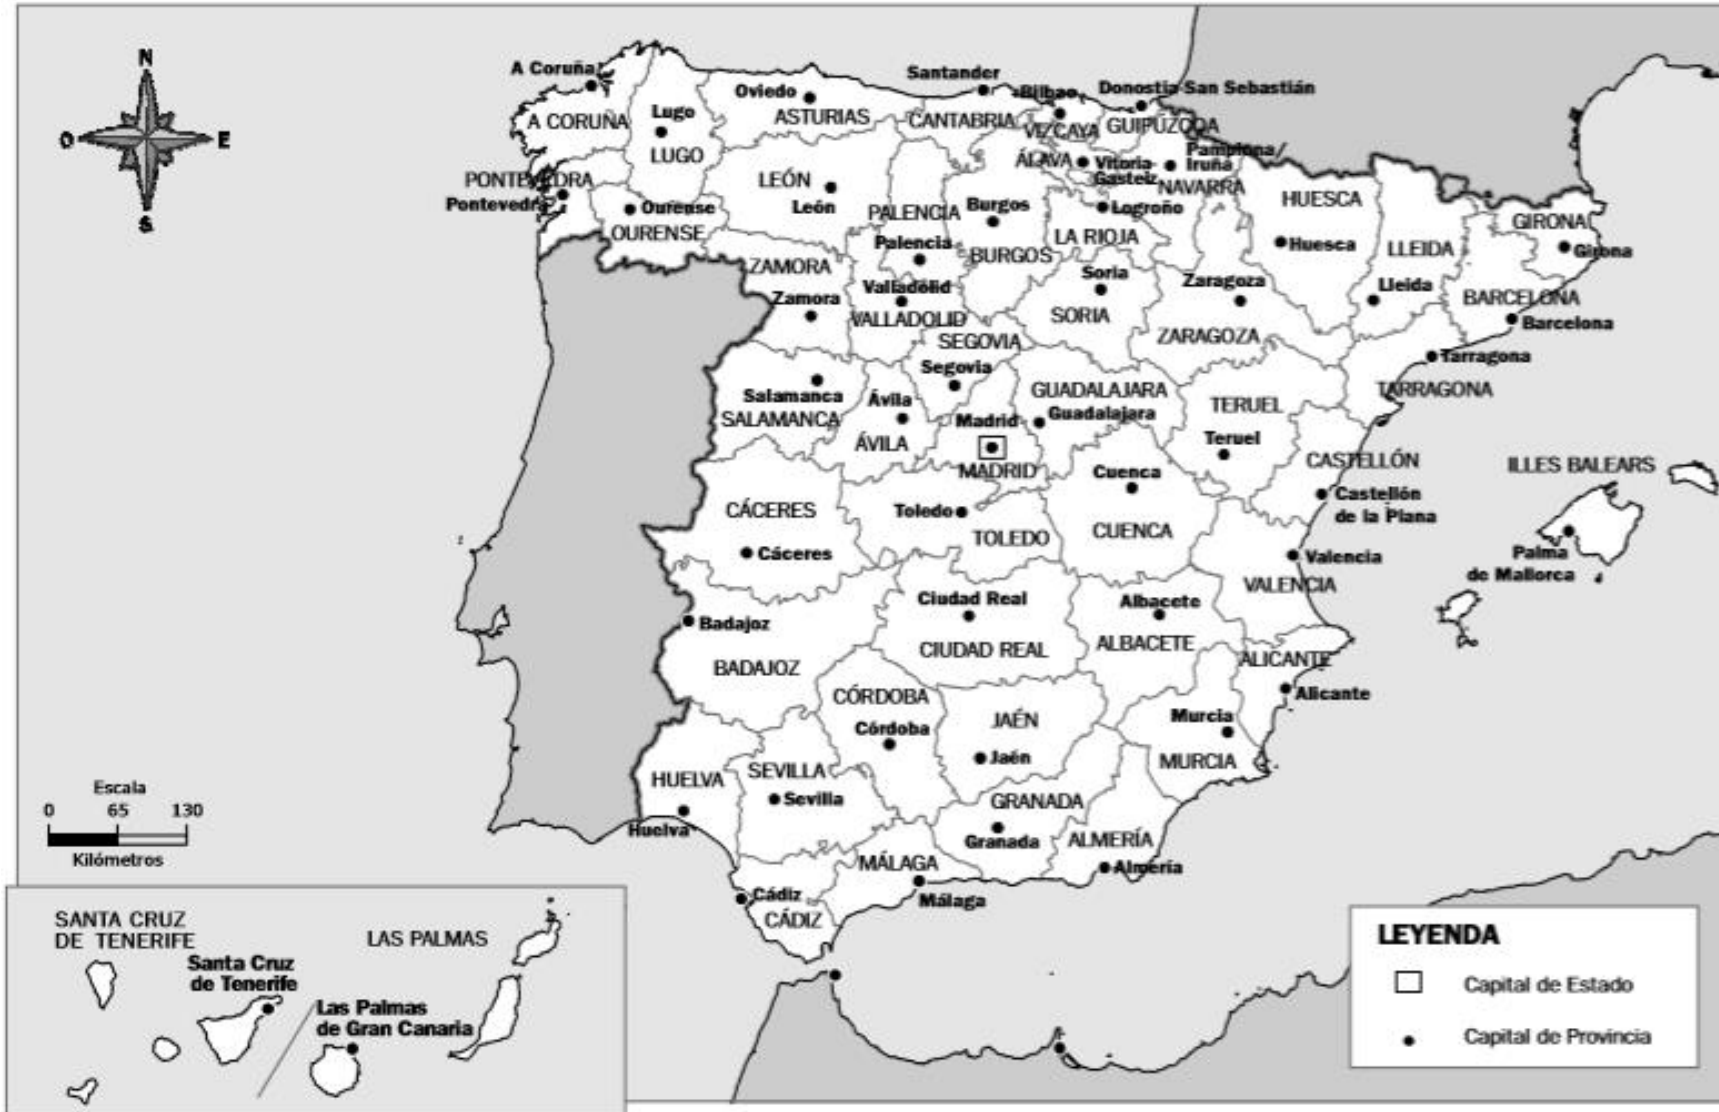 N
O
E
S
A Coruña
A CORUÑA
Lugo
LUGO
Oviedo
ASTURIAS
Santander
CANTABRIA
Bilbao
VIZCAYA
Donostia-San Sebastián
GUIPÚZCOA
ÁLAVA
Vitoria-
Gasteiz
Pamplona/
Iruña
NAVARRA
PONTEVEDRA
Pontevedra
Ourense
OURENSE
LEÓN
León
PALENCIA
Palencia
Burgos
BURGOS
Logroño
LA RIOJA
HUESCA
Huesca
LLEIDA
Lleida
GIRONA
Girona
BARCELONA
Barcelona
ZAMORA
Zamora
Valladolid
VALLADOLID
Soria
SORIA
Zaragoza
ZARAGOZA
SEGOVIA
Segovia
Tarragona
TARRAGONA
Salamanca
SALAMANCA
Ávila
ÁVILA
Madrid
MADRID
GUADALAJARA
Guadalajara
TERUEL
Teruel
CASTELLÓN
Castellón
de la Plana
ILLES BALEARS
Palma
de Mallorca
CÁCERES
Cáceres
Toledo
TOLEDO
Cuenca
CUENCA
Valencia
VALENCIA
Badajoz
BADAJOZ
Ciudad Real
CIUDAD REAL
Albacete
ALBACETE
ALICANTE
Alicante
CÓRDOBA
Córdoba
JAÉN
Jaén
Murcia
MURCIA
HUELVA
Huelva
SEVILLA
Sevilla
GRANADA
Granada
ALMERÍA
Almería
MÁLAGA
Málaga
Cádiz
CÁDIZ
Escala
0 65 130
Kilómetros
SANTA CRUZ
DE TENERIFE
Santa Cruz
de Tenerife
LAS PALMAS
Las Palmas
de Gran Canaria
LEYENDA
Capital de Estado
Capital de Província